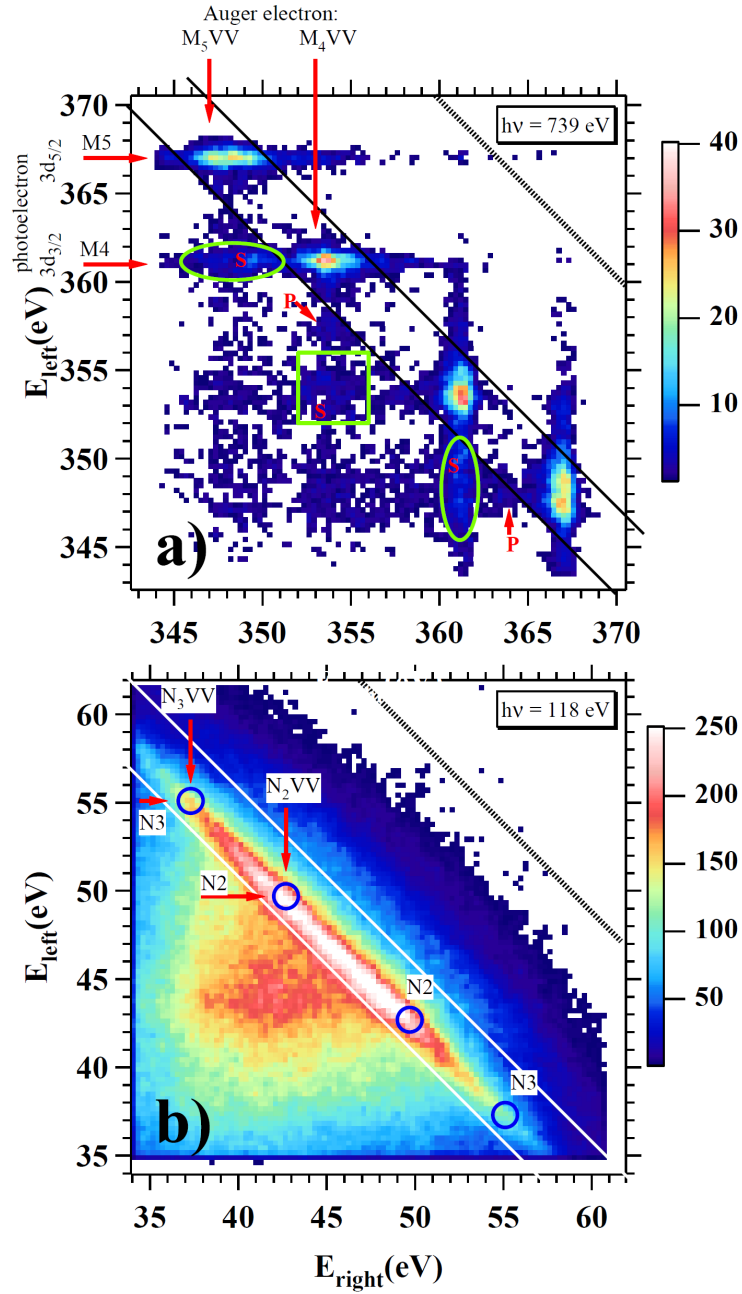 Auger electron:
M5VV
M4VV
hν = 739 eV
370
365
360
355
350
345
M5
3d5/2
photoelectron
M4
3d3/2
Eleft(eV)
S
P
S
S
P
a)
345
350
355
360
365
370
40
30
20
10
hν = 118 eV
N3VV
N2VV
N3
N2
N2
N3
60
55
50
45
40
35
Eleft(eV)
b)
35
40
45
50
55
60
Eright(eV)
250
200
150
100
50